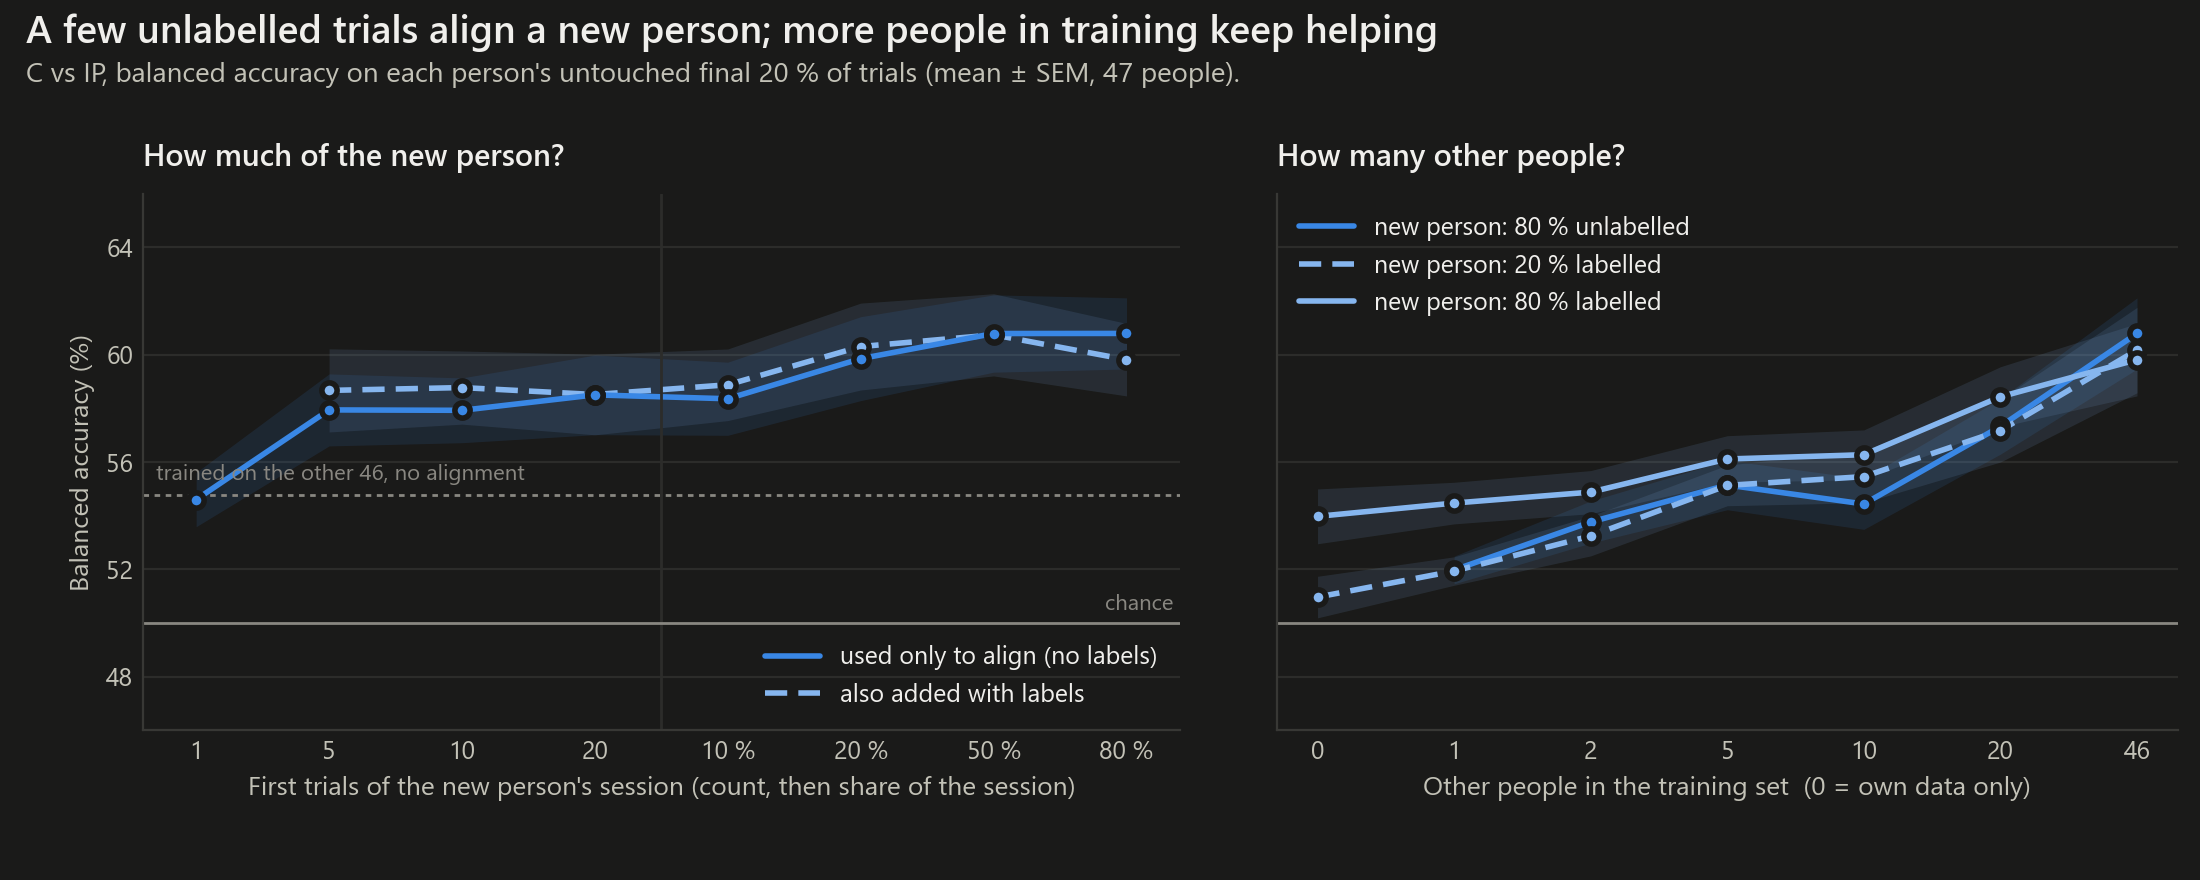 A few unlabelled trials align a new person; more people in training keep helping
C vs IP, balanced accuracy on each person's untouched final 20 % of trials (mean ± SEM, 47 people).
How much of the new person?
Balanced accuracy (%)
64
60
56
52
48
trained on the other 46, no alignment
chance
used only to align (no labels)
also added with labels
1 5 10 20 10 % 20 % 50 % 80 %
First trials of the new person's session (count, then share of the session)
How many other people?
new person: 80 % unlabelled
new person: 20 % labelled
new person: 80 % labelled
0 1 2 5 10 20 46
Other people in the training set (0 = own data only)